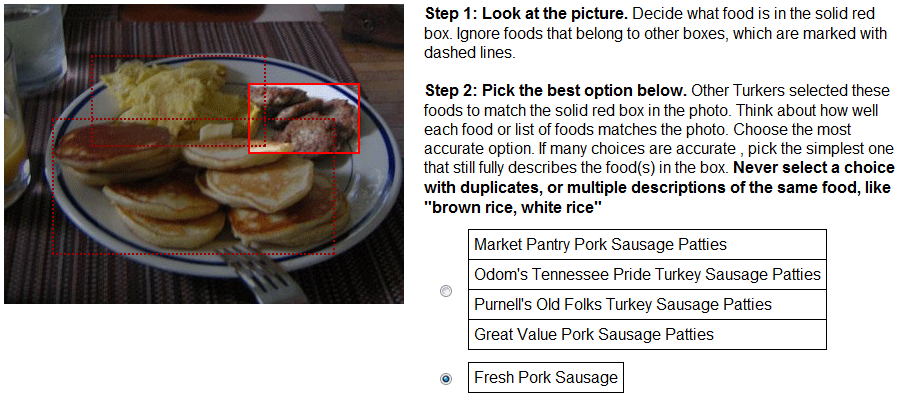 Step 1: Look at the picture. Decide what food is in the solid red
box. Ignore foods that belong to other boxes, which are marked with
dashed lines.
Step 2: Pick the best option below. Other Turkers selected these
foods to match the solid red box in the photo. Think about how well
each food or list of foods matches the photo. Choose the most
accurate option. If many choices are accurate , pick the simplest one
that still fully describes the food(s) in the box. Never select a choice
with duplicates, or multiple descriptions of the same food, like
"brown rice, white rice"
Market Pantry Pork Sausage Patties
Odom's Tennessee Pride Turkey Sausage Patties
Purnell's Old Folks Turkey Sausage Patties
Great Value Pork Sausage Patties
Fresh Pork Sausage